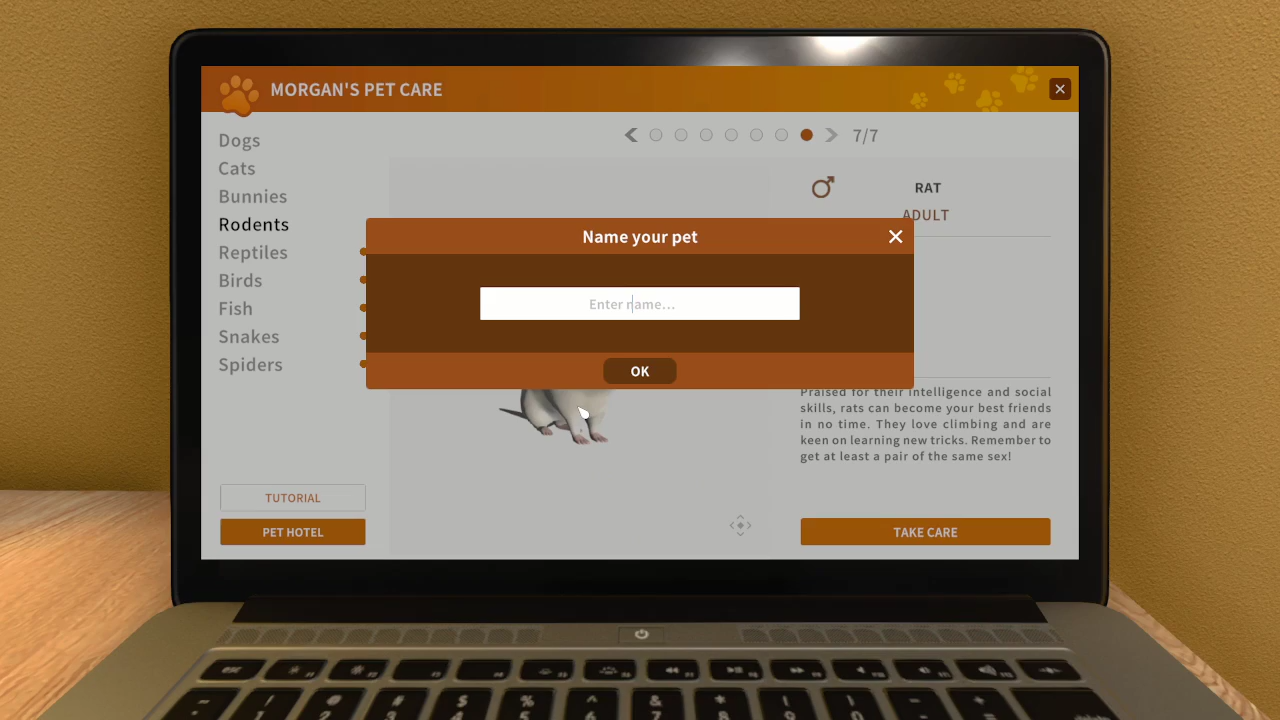 MORGAN'S PET CARE
Dogs
Cats
Bunnies
Rodents
Reptiles
Birds
Fish
Snakes
Spiders
TUTORIAL
PET HOTEL
7/7
RAT
ADULT
Name your pet
Enter name...
OK
Praised for their intelligence and social
skills, rats can become your best friends
in no time. They love climbing and are
keen on learning new tricks. Remember to
get at least a pair of the same sex!
TAKE CARE